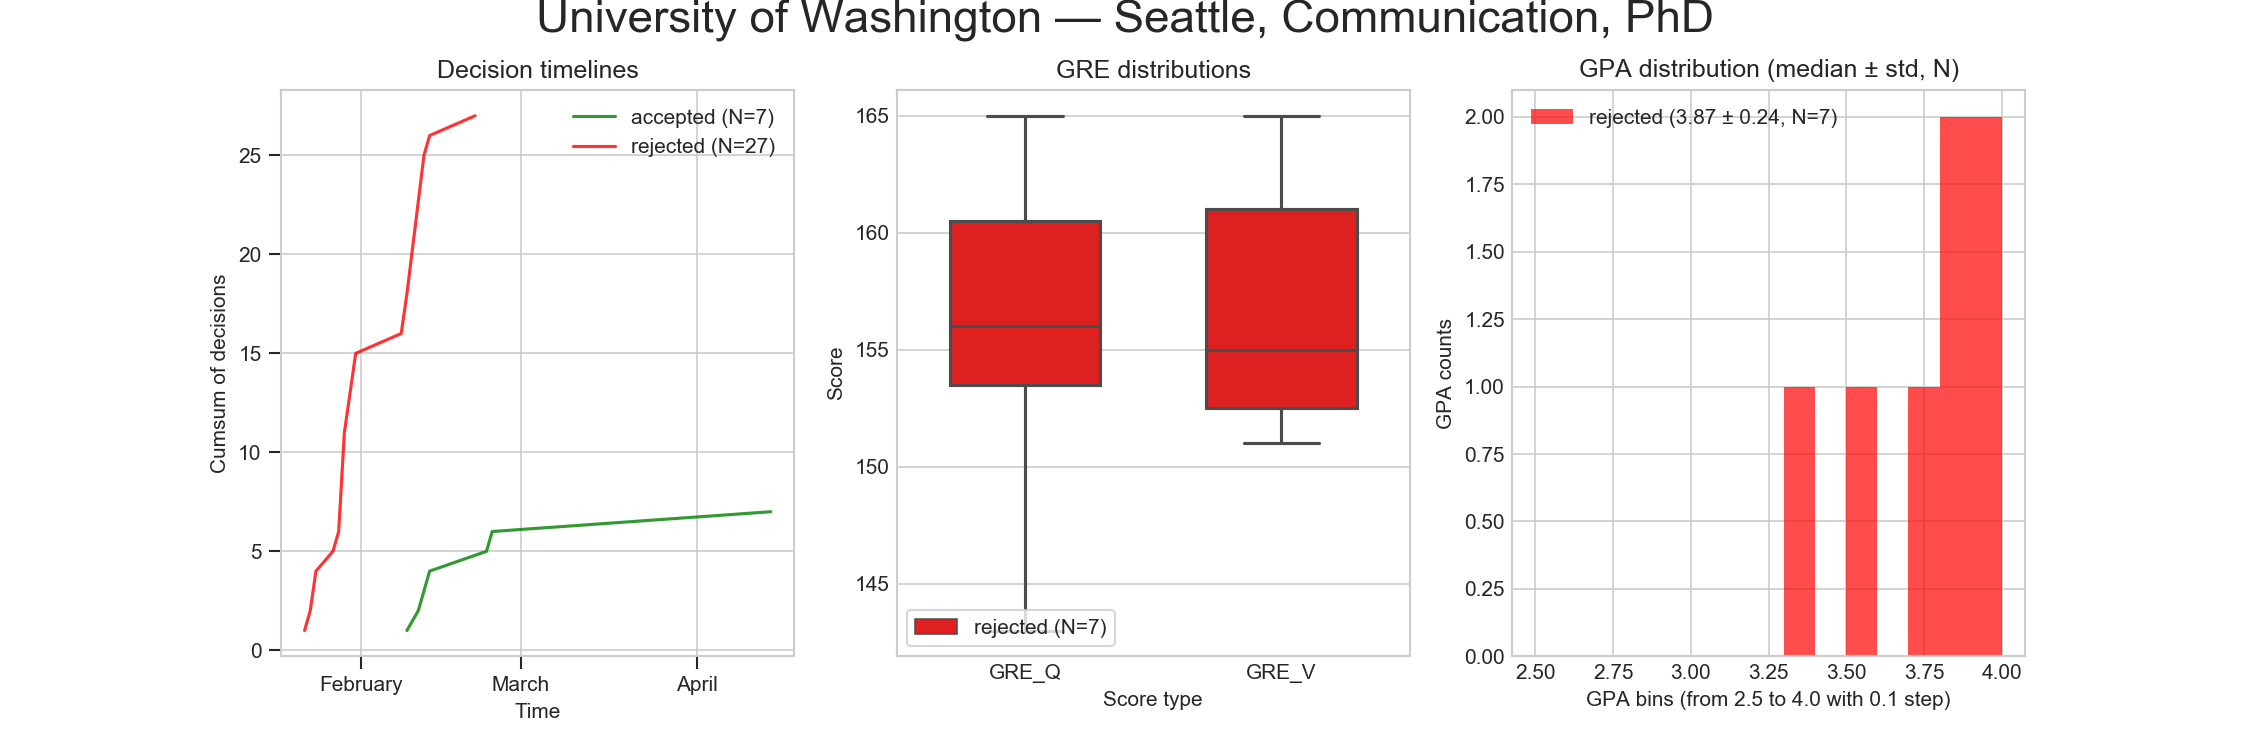 University of Washington — Seattle, Communication, PhD
Decision timelines
accepted (N=7)
rejected (N=27)
25
20
15
10
5
0
Cumsum of decisions
February
March
April
Time
GRE distributions
165
160
155
150
145
Score
rejected (N=7)
GRE_Q
GRE_V
Score type
GPA distribution (median ± std, N)
rejected (3.87 ± 0.24, N=7)
2.00
1.75
1.50
1.25
1.00
0.75
0.50
0.25
0.00
GPA counts
2.50
2.75
3.00
3.25
3.50
3.75
4.00
GPA bins (from 2.5 to 4.0 with 0.1 step)